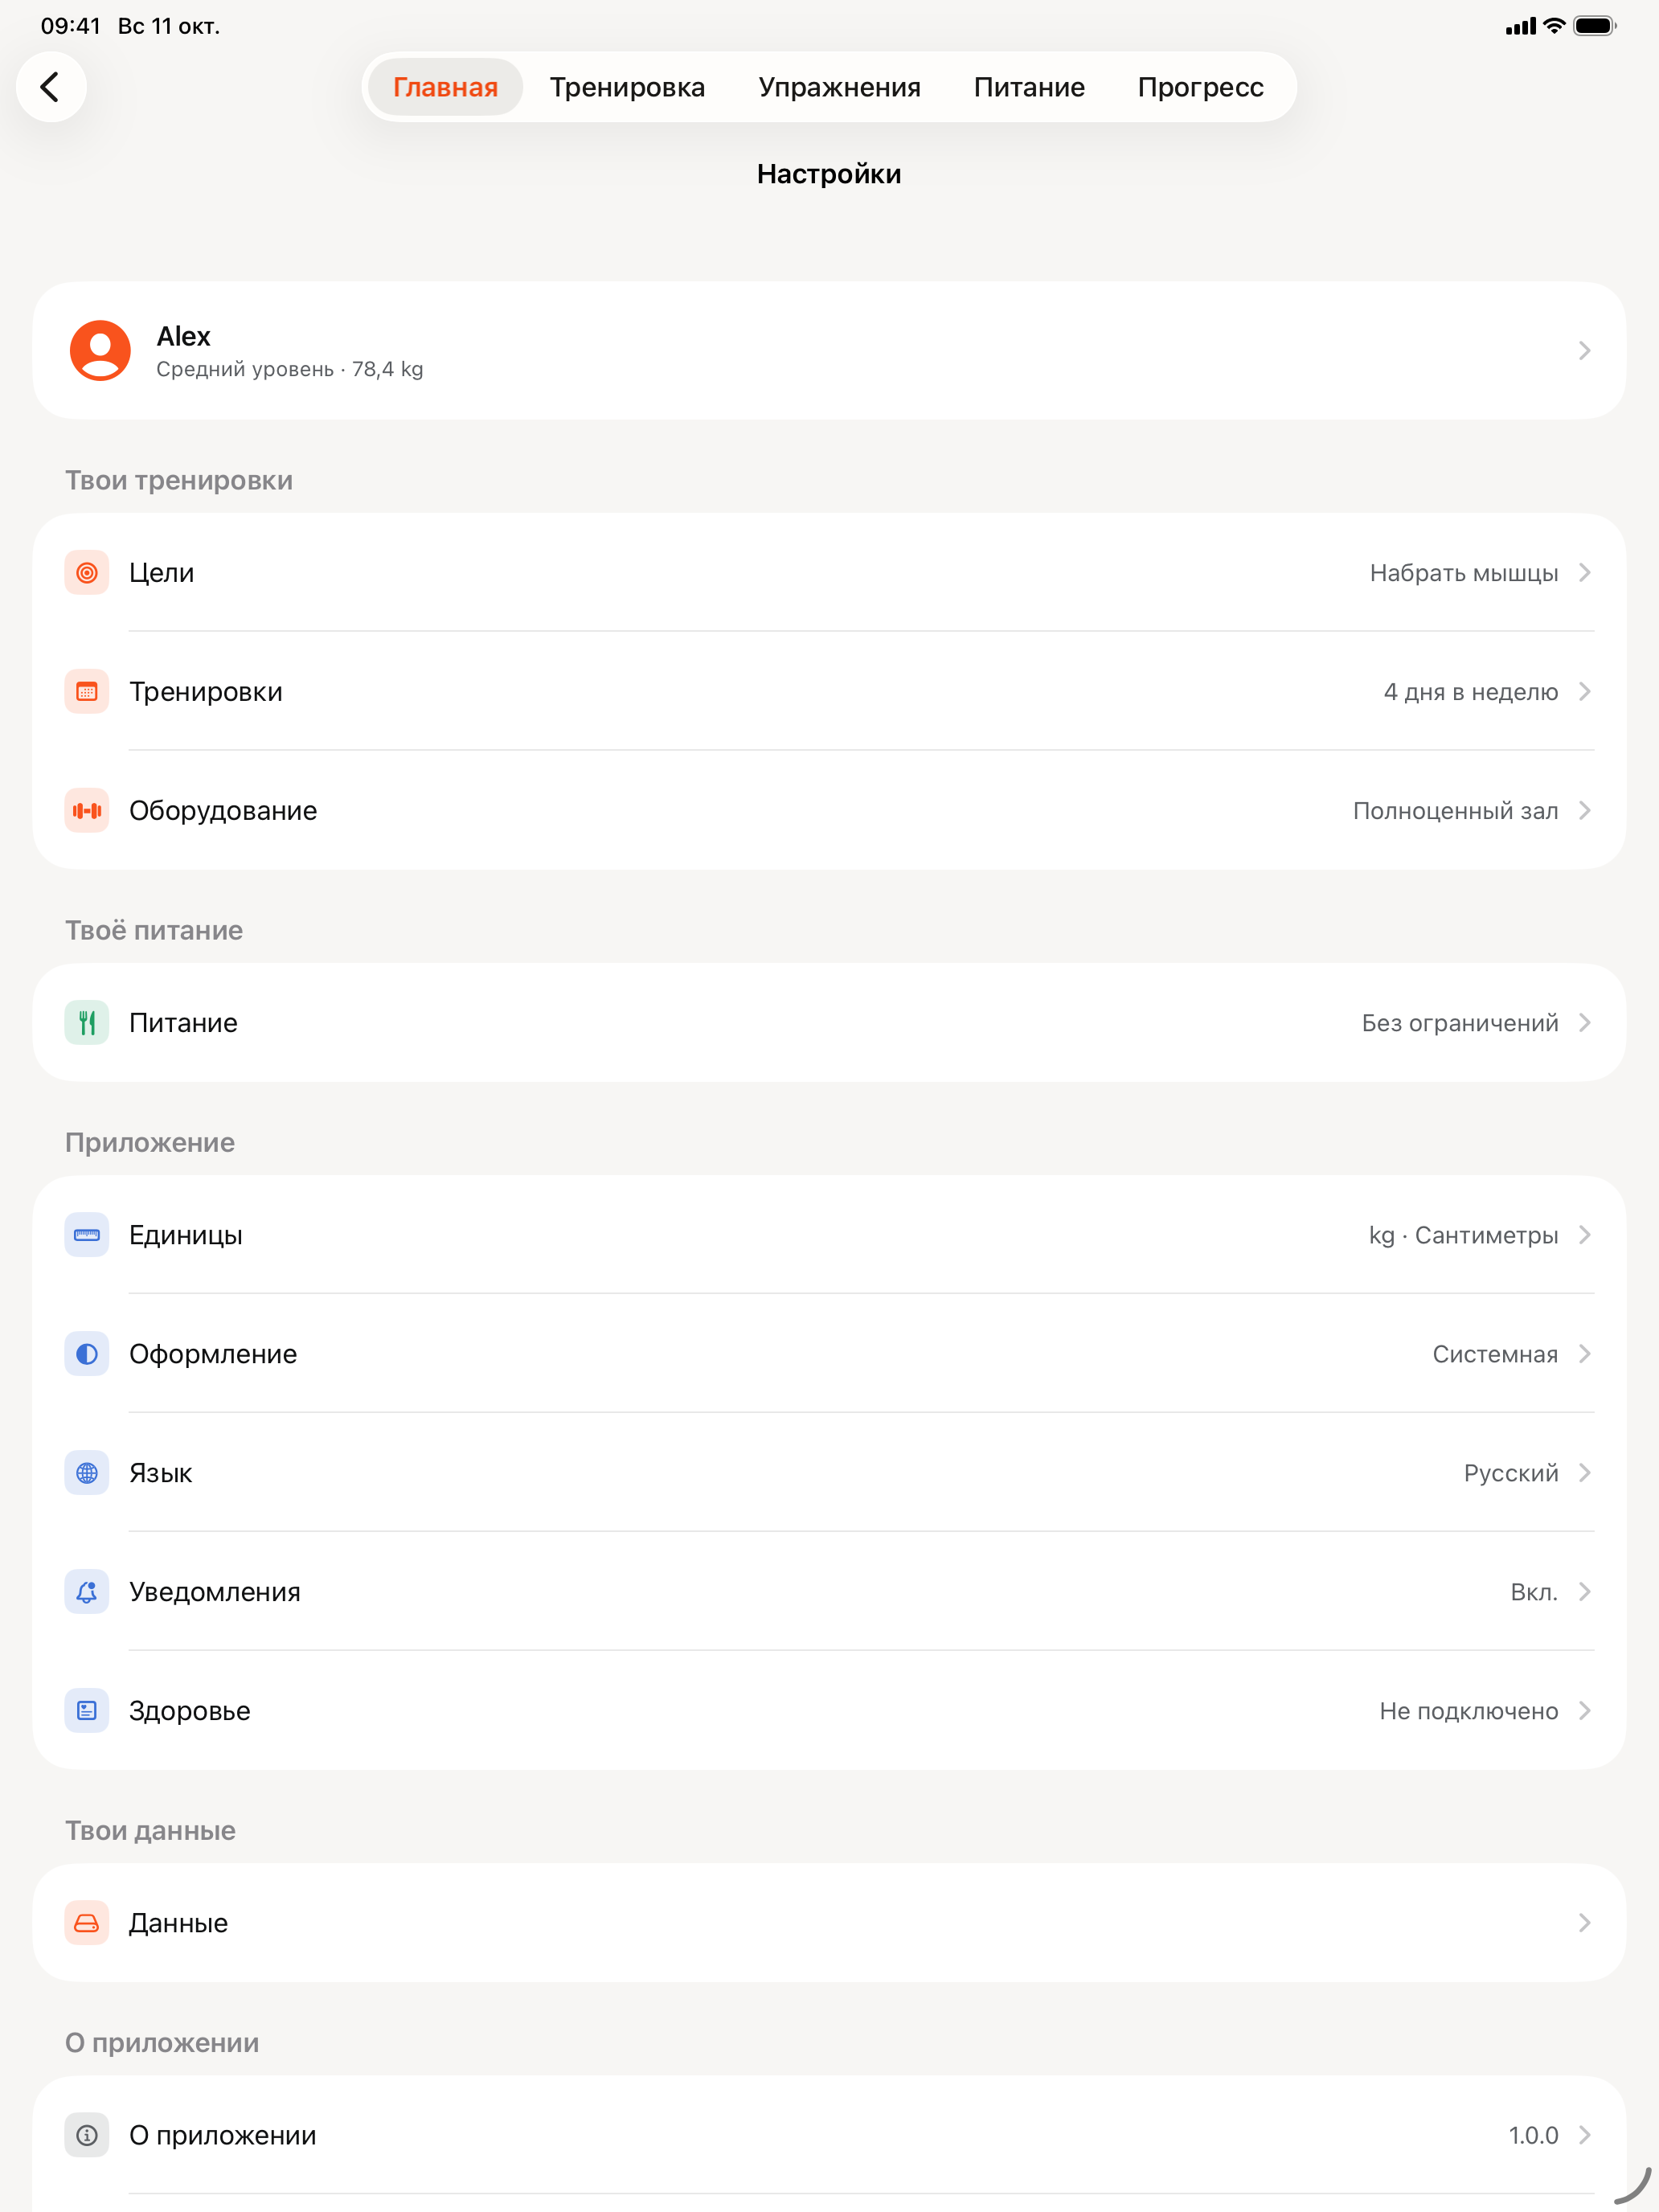 09:41 Вс 11 окт.
Главная Тренировка Упражнения Питание Прогресс
Настройки
Alex
Средний уровень · 78,4 kg
Твои тренировки
Цели Набрать мышцы
Тренировки 4 дня в неделю
Оборудование Полноценный зал
Твоё питание
Питание Без ограничений
Приложение
Единицы kg · Сантиметры
Оформление Системная
Язык Русский
Уведомления Вкл.
Здоровье Не подключено
Твои данные
Данные
О приложении
О приложении 1.0.0